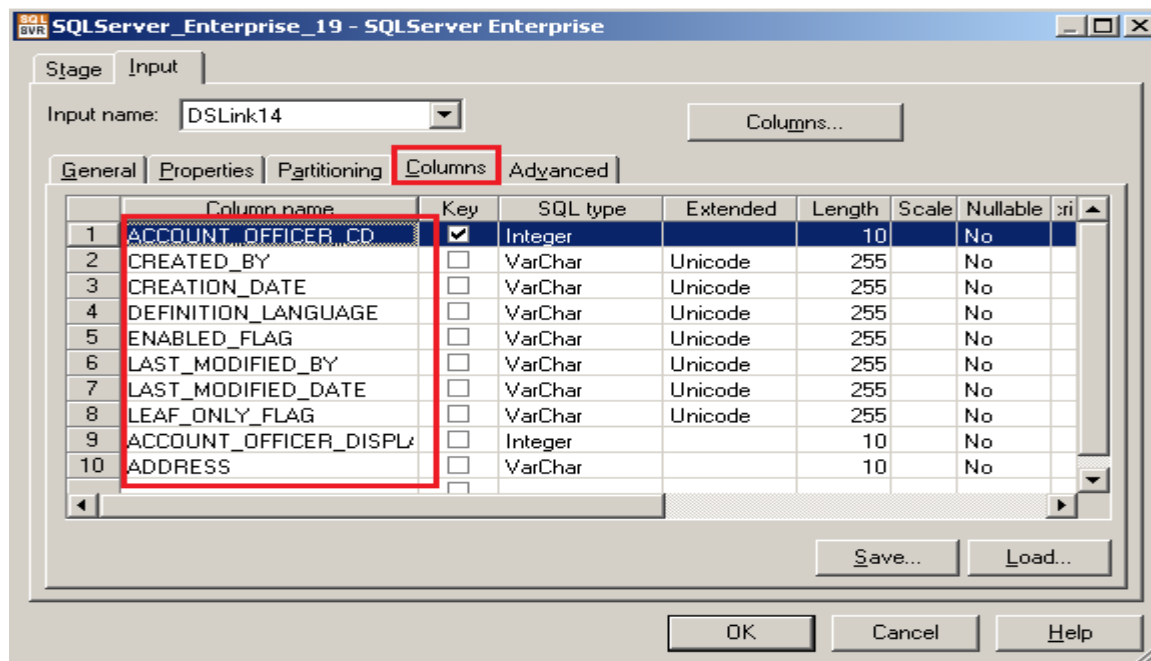 SQL SVR SQLServer_Enterprise_19 - SQLServer Enterprise
Stage Input
Input name: DSLink14 Columns...
General Properties Partitioning Columns Advanced
Column name Key SQL type Extended Length Scale Nullable
1 ACCOUNT_OFFICER_CD Integer 10 No
2 CREATED_BY VarChar Unicode 255 No
3 CREATION_DATE VarChar Unicode 255 No
4 DEFINITION_LANGUAGE VarChar Unicode 255 No
5 ENABLED_FLAG VarChar Unicode 255 No
6 LAST_MODIFIED_BY VarChar Unicode 255 No
7 LAST_MODIFIED_DATE VarChar Unicode 255 No
8 LEAF_ONLY_FLAG VarChar Unicode 255 No
9 ACCOUNT_OFFICER_DISPL Integer 10 No
10 ADDRESS VarChar 10 No
Save... Load...
OK Cancel Help